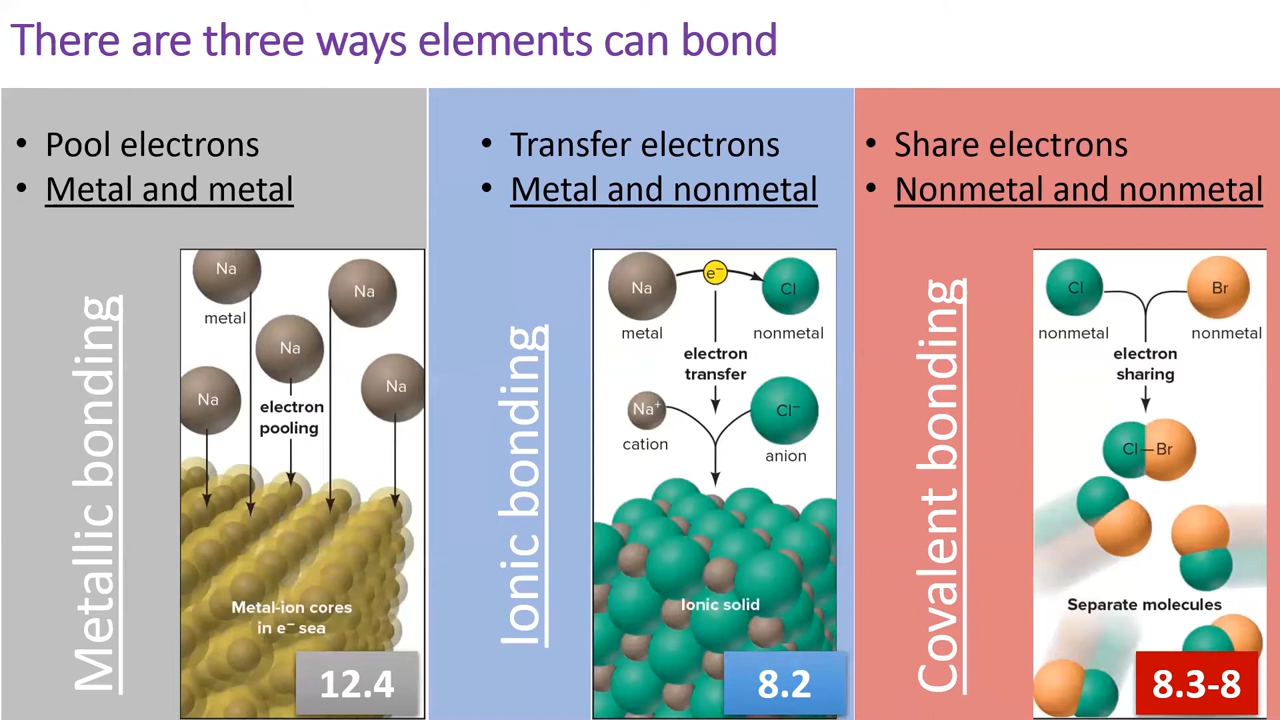 There are three ways elements can bond
• Pool electrons
• Metal and metal
Metallic bonding
Na
Na
metal
Na
Na
Na
electron
pooling
Metal-ion cores
in e⁻ sea
12.4
• Transfer electrons
• Metal and nonmetal
Ionic bonding
Na
e⁻
Cl
metal
nonmetal
electron
transfer
Na⁺
Cl⁻
cation
anion
Ionic solid
8.2
• Share electrons
• Nonmetal and nonmetal
Covalent bonding
Cl
Br
nonmetal
nonmetal
electron
sharing
Cl—Br
Separate molecules
8.3-8